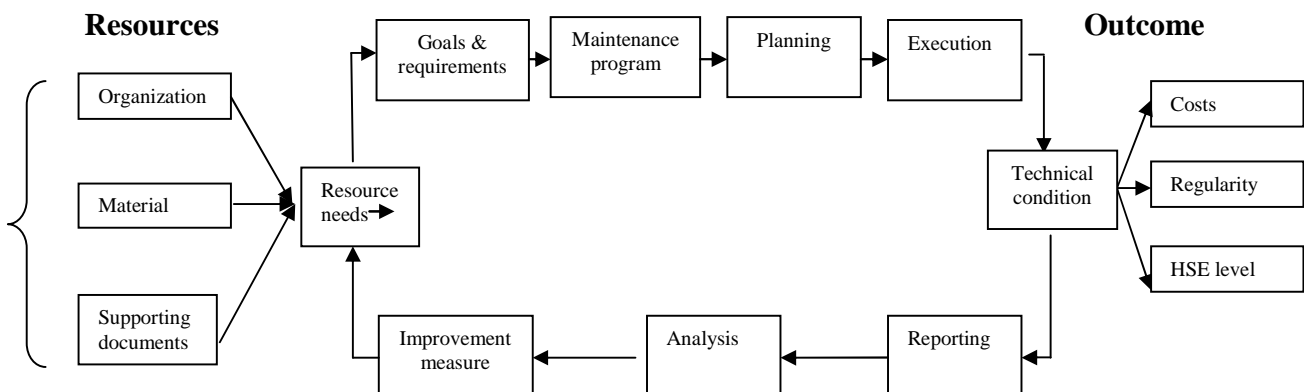 Resources
Outcome
Goals &
requirements
Maintenance
program
Planning
Execution
Organization
Material
Supporting
documents
Resource
needs
Technical
condition
Costs
Regularity
HSE level
Improvement
measure
Analysis
Reporting